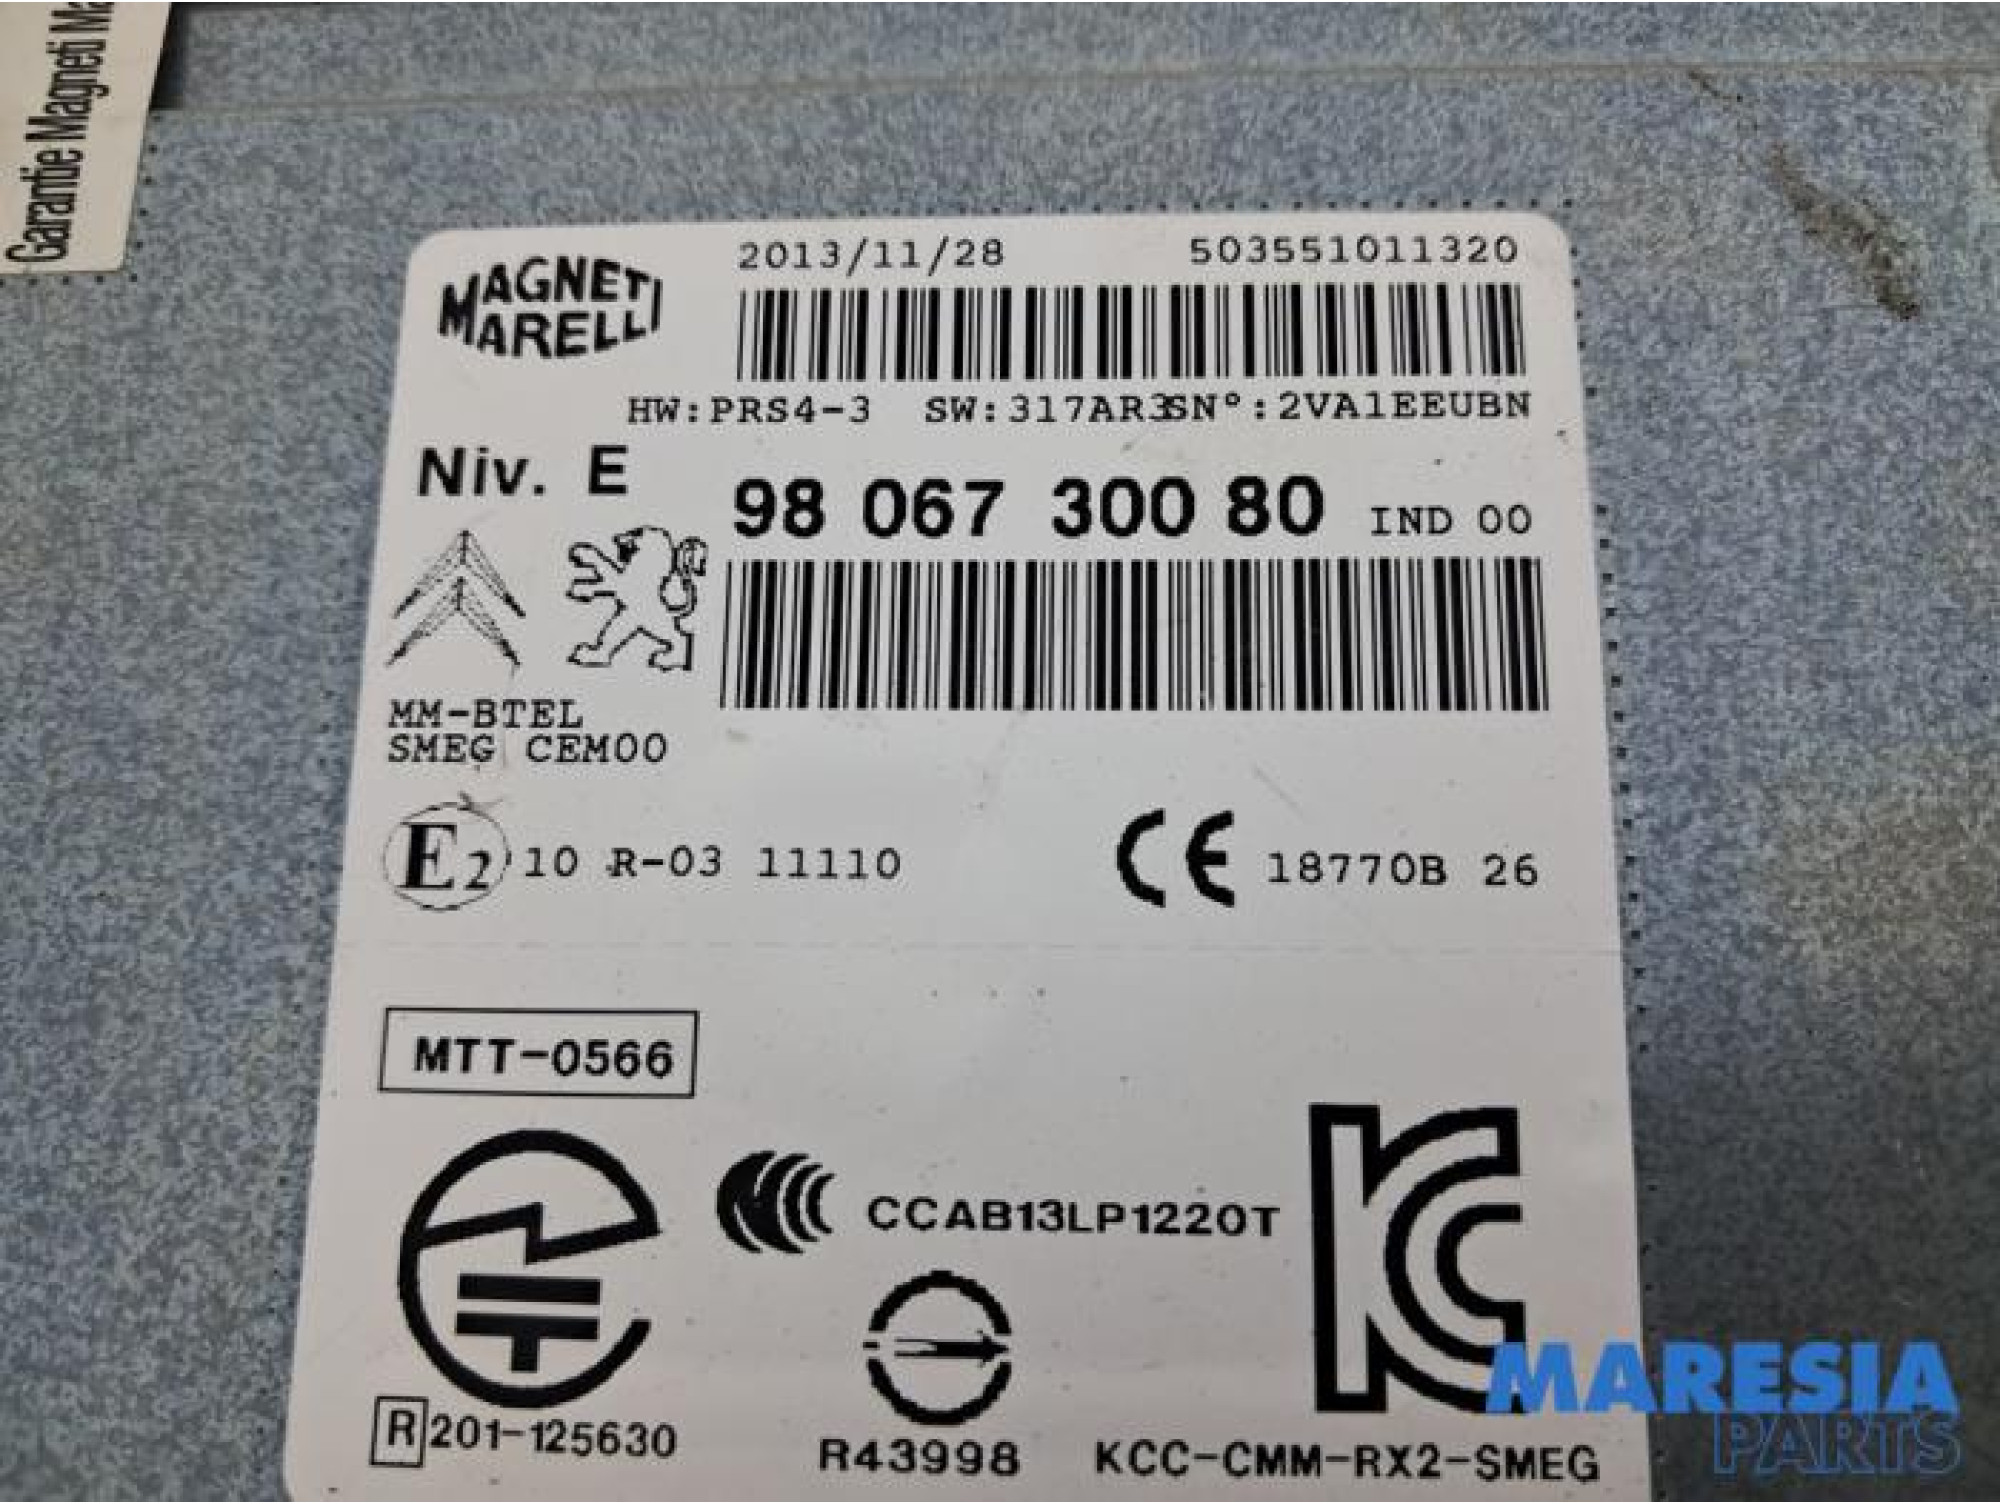 Garantie Magneti Ma
MAGNETI
MARELLI
2013/11/28 503551011320
HW:PRS4-3 SW:317AR3SN°:2VA1EEUBN
Niv. E
98 067 300 80 IND 00
MM-BTEL
SMEG CEM00
E2 10 R-03 11110
CE 18770B 26
MTT-0566
CCAB13LP1220T
R 201-125630
R43998
KC
KCC-CMM-RX2-SMEG
MARESIA
PARTS